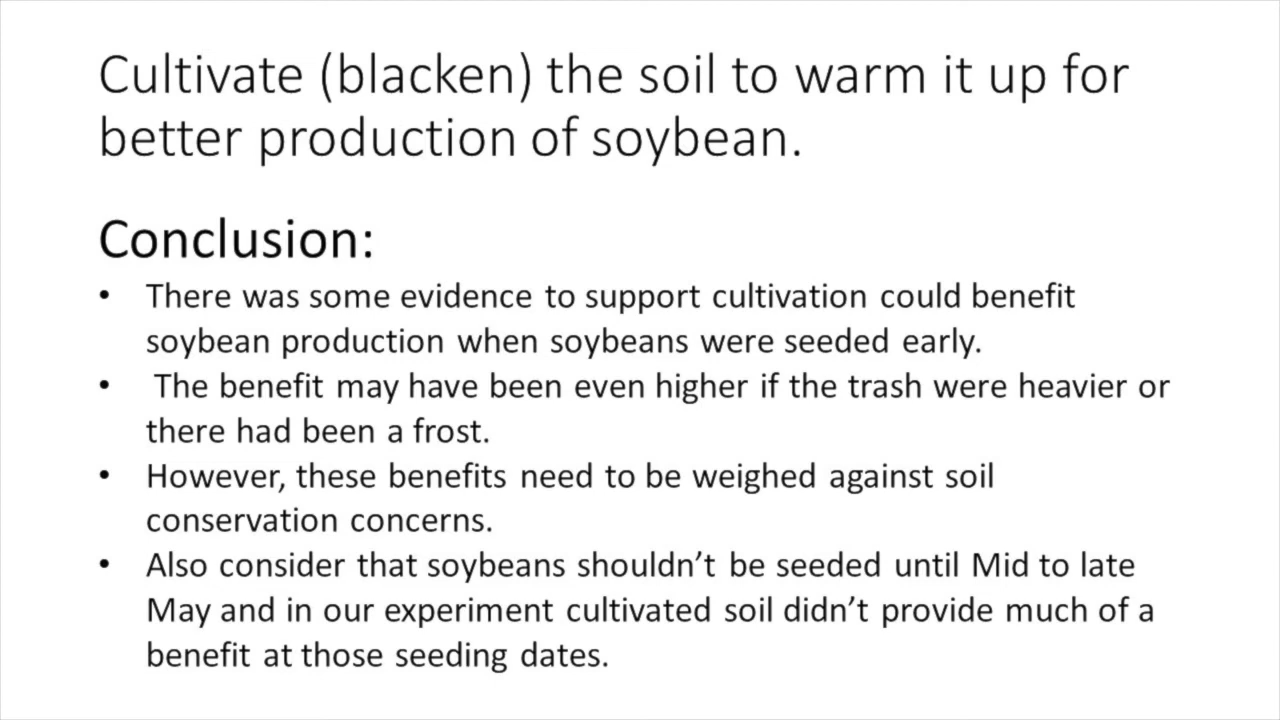 Cultivate (blacken) the soil to warm it up for
better production of soybean.
Conclusion:
• There was some evidence to support cultivation could benefit
soybean production when soybeans were seeded early.
• The benefit may have been even higher if the trash were heavier or
there had been a frost.
• However, these benefits need to be weighed against soil
conservation concerns.
• Also consider that soybeans shouldn’t be seeded until Mid to late
May and in our experiment cultivated soil didn’t provide much of a
benefit at those seeding dates.